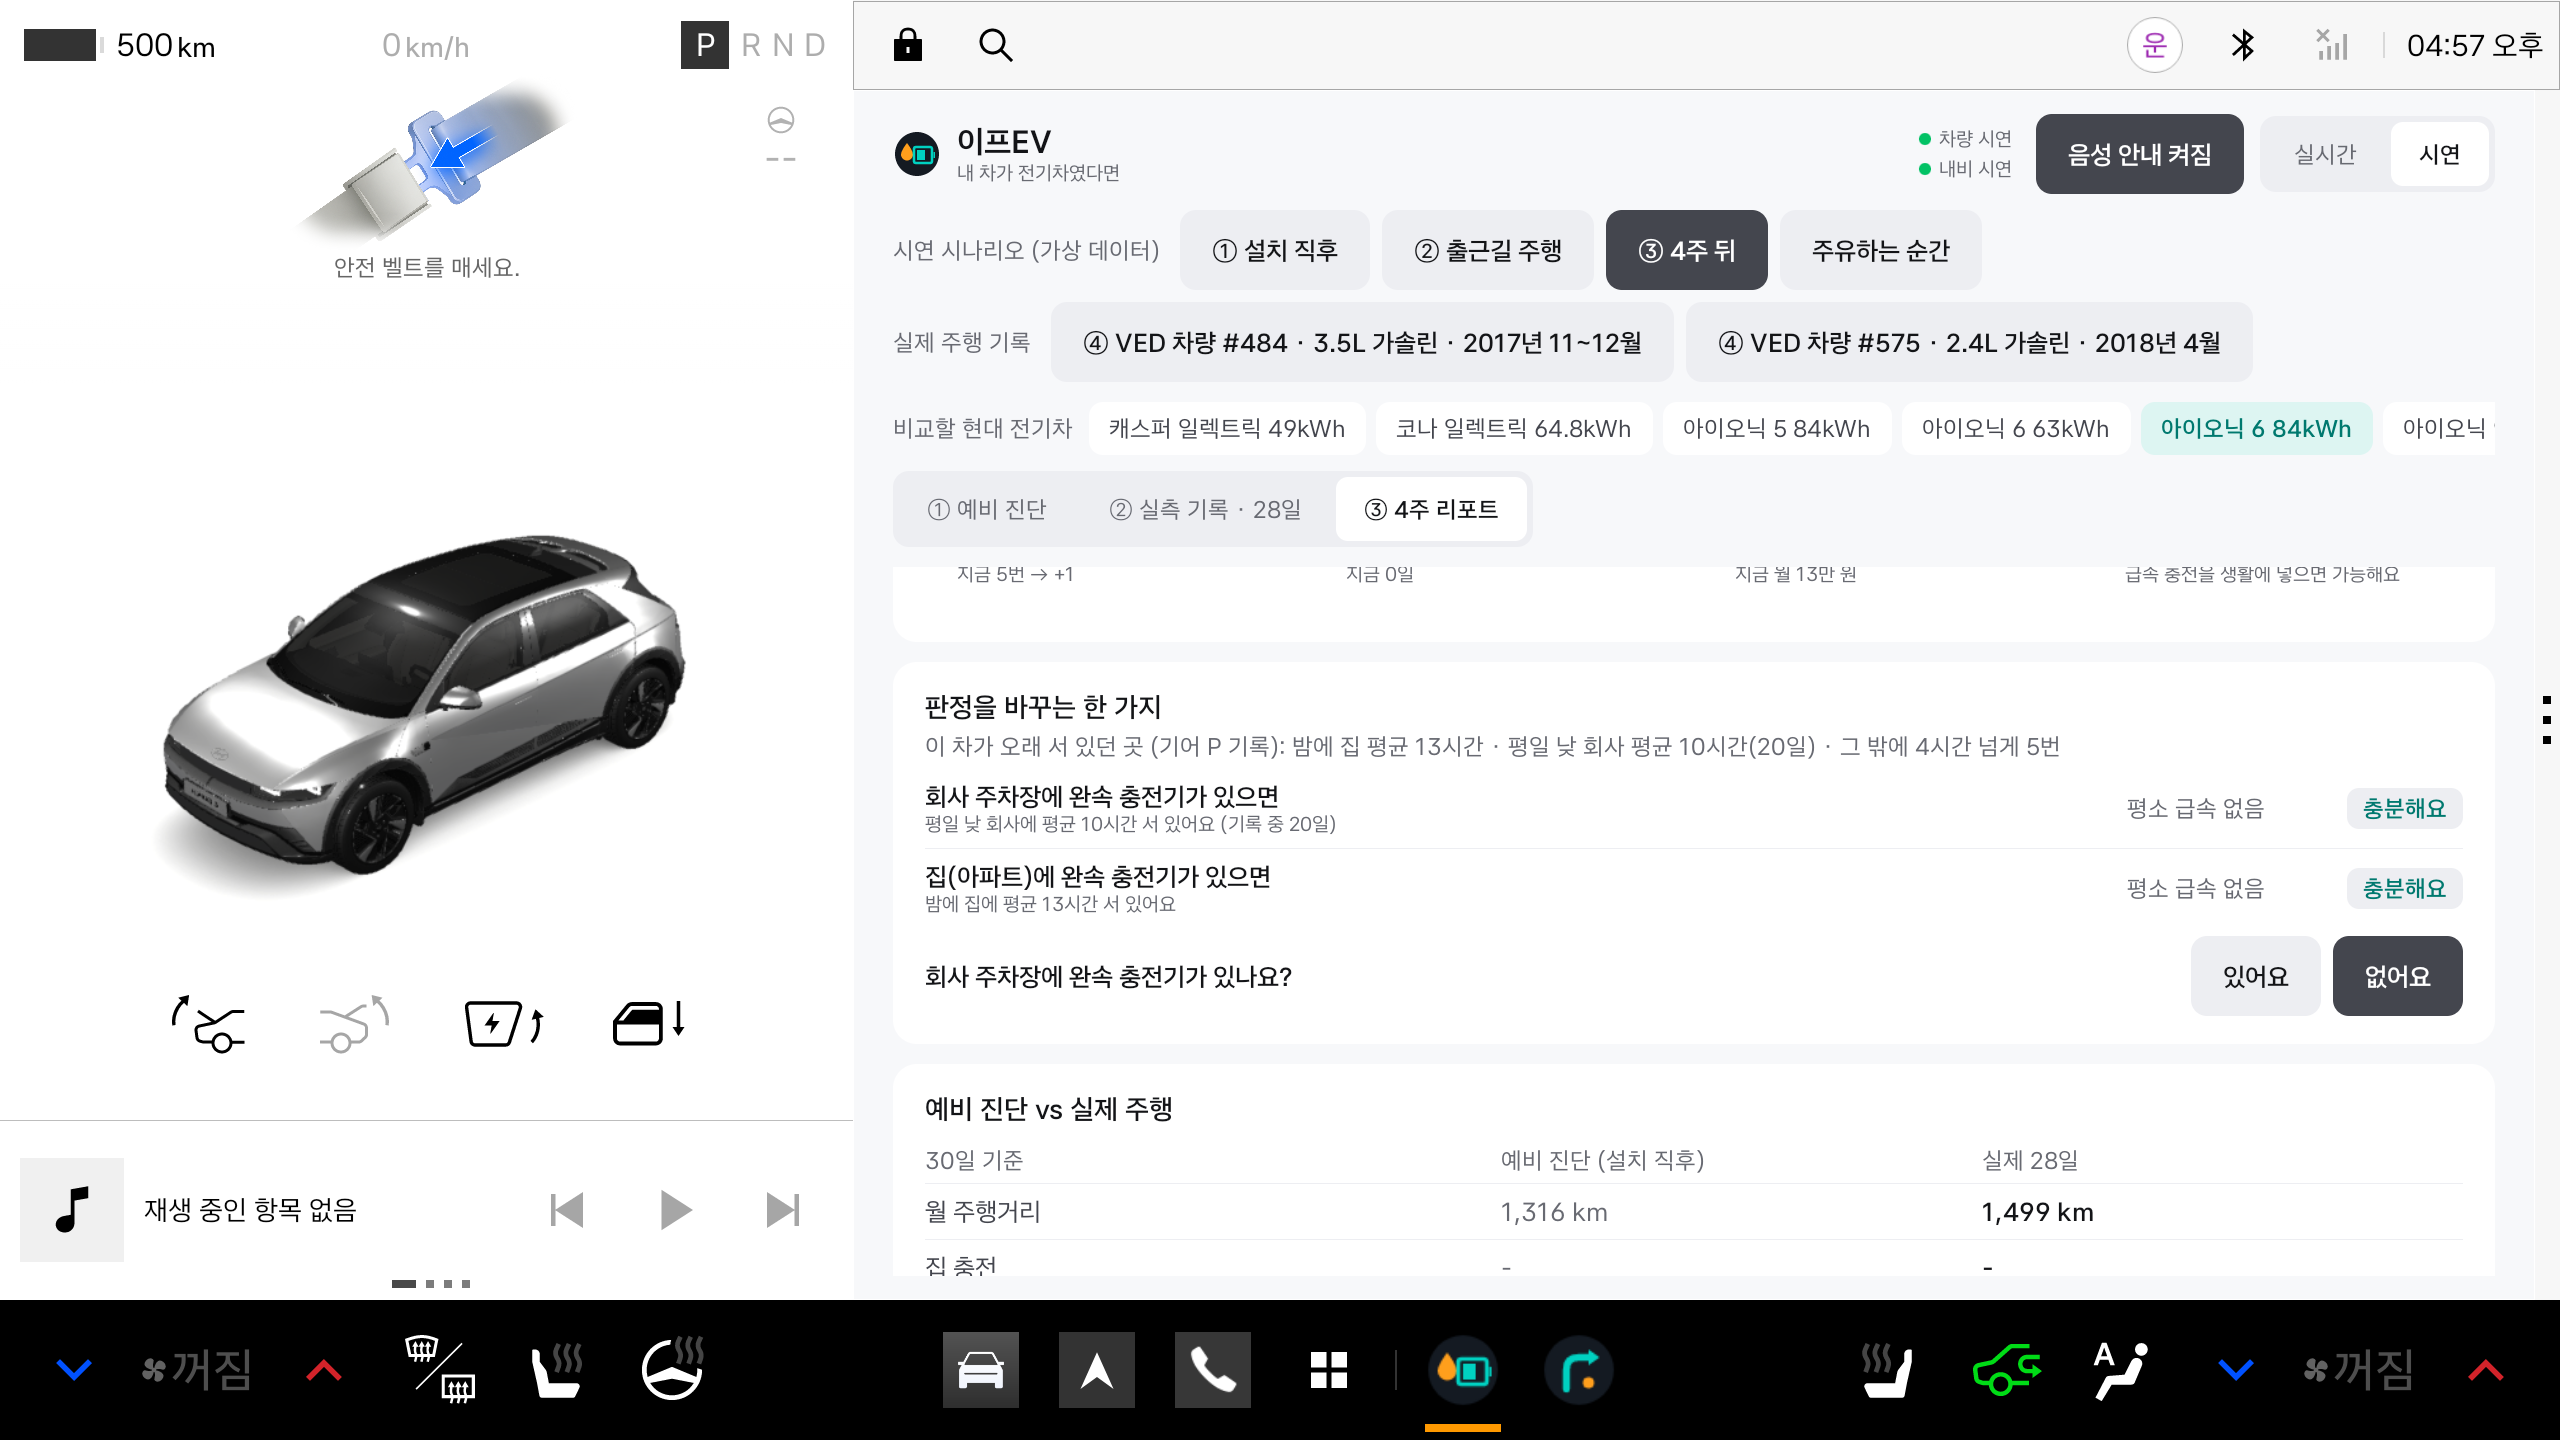 500 km
0 km/h
P R N D
안전 벨트를 매세요.
재생 중인 항목 없음
운
04:57 오후
이프EV
내 차가 전기차였다면
차량 시연
내비 시연
음성 안내 켜짐
실시간
시연
시연 시나리오 (가상 데이터)
① 설치 직후
② 출근길 주행
③ 4주 뒤
주유하는 순간
실제 주행 기록
④ VED 차량 #484 · 3.5L 가솔린 · 2017년 11~12월
④ VED 차량 #575 · 2.4L 가솔린 · 2018년 4월
비교할 현대 전기차
캐스퍼 일렉트릭 49kWh
코나 일렉트릭 64.8kWh
아이오닉 5 84kWh
아이오닉 6 63kWh
아이오닉 6 84kWh
아이오닉
① 예비 진단
② 실측 기록 · 28일
③ 4주 리포트
지금 5번 → +1
지금 0일
지금 월 13만 원
급속 충전을 생활에 넣으면 가능해요
판정을 바꾸는 한 가지
이 차가 오래 서 있던 곳 (기어 P 기록): 밤에 집 평균 13시간 · 평일 낮 회사 평균 10시간(20일) · 그 밖에 4시간 넘게 5번
회사 주차장에 완속 충전기가 있으면
평일 낮 회사에 평균 10시간 서 있어요 (기록 중 20일)
평소 급속 없음
충분해요
집(아파트)에 완속 충전기가 있으면
밤에 집에 평균 13시간 서 있어요
평소 급속 없음
충분해요
회사 주차장에 완속 충전기가 있나요?
있어요
없어요
예비 진단 vs 실제 주행
30일 기준
예비 진단 (설치 직후)
실제 28일
월 주행거리
1,316 km
1,499 km
집 충전
-
-
꺼짐
A
꺼짐